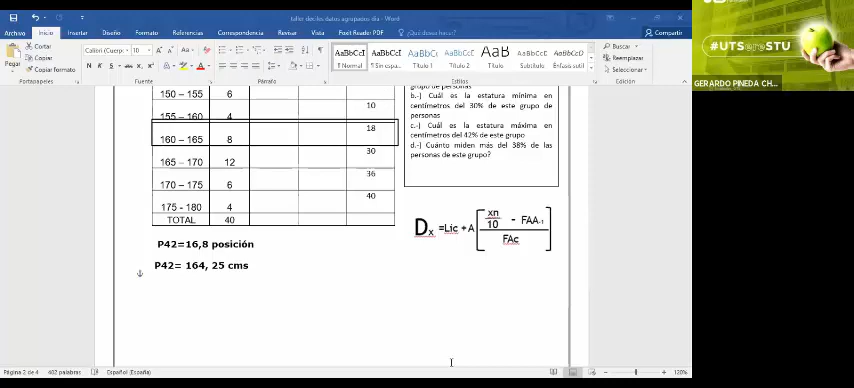 taller deciles datos agrupados-día - Word
Compartir
Archivo Inicio Insertar Diseño Formato Referencias Correspondencia Revisar Vista Foxit Reader PDF ¿Qué desea hacer?
Pegar
Cortar
Copiar
Copiar formato
Portapapeles
Calibri (Cuerp 10
N K S
Fuente
Párrafo
AaBbCcI AaBbCcI AaBbC AaBbCcI AaB AaBbCcC AaBbCcD
¶ Normal ¶ Sin espa... Título 1 Título 2 Título Subtítulo Énfasis sutil
Estilos
Buscar
Reemplazar
Seleccionar
Edición
#UTSereSTU
GERARDO PINEDA CH...
150 – 155 6
10
155 – 160 4
18
160 – 165 8
30
165 – 170 12
36
170 – 175 6
40
175 - 180 4
TOTAL 40
grupo de personas
b.-) Cuál es la estatura mínima en
centímetros del 30% de este grupo de
personas
c.-) Cuál es la estatura máxima en
centímetros del 42% de este grupo
d.-) Cuánto miden más del 38% de las
personas de este grupo?
Dx =Lic + A [ xn/10 - FAA-1 / FAc ]
P42=16,8 posición
P42= 164, 25 cms
Página 2 de 4 402 palabras Español (España) 120%